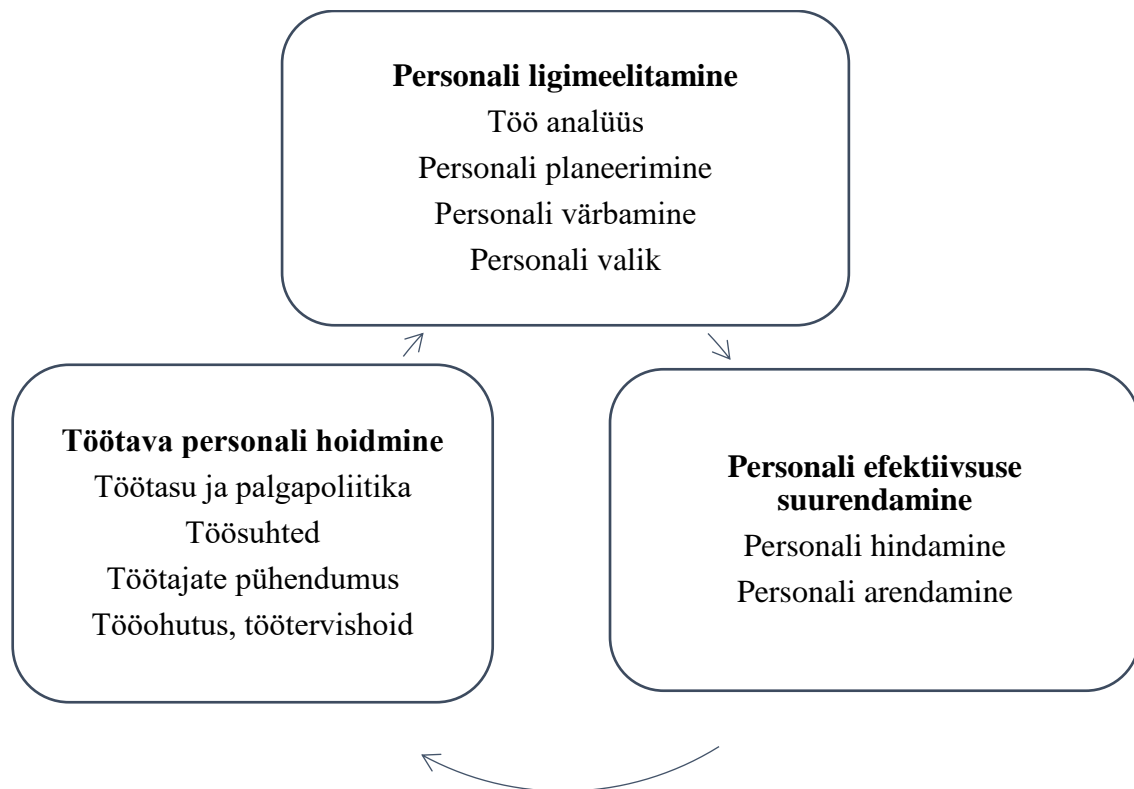 Personali ligimeelitamine
Töö analüüs
Personali planeerimine
Personali värbamine
Personali valik
Töötava personali hoidmine
Töötasu ja palgapoliitika
Töösuhted
Töötajate pühendumus
Tööohutus, töötervishoid
Personali efektiivsuse
suurendamine
Personali hindamine
Personali arendamine